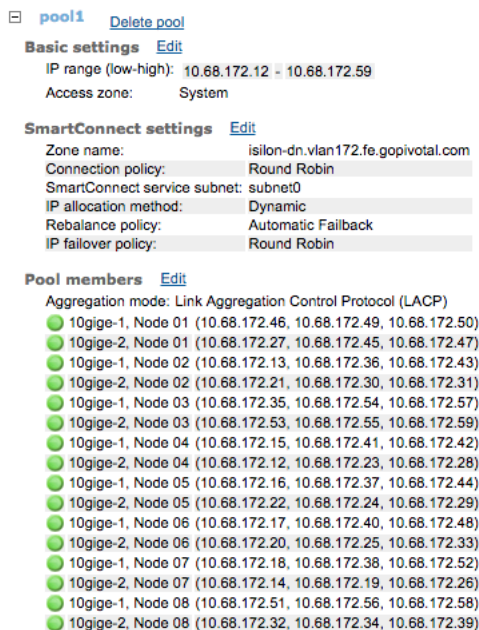 pool1 Delete pool
Basic settings Edit
IP range (low-high): 10.68.172.12 - 10.68.172.59
Access zone: System
SmartConnect settings Edit
Zone name: isilon-dn.vlan172.fe.gopivotal.com
Connection policy: Round Robin
SmartConnect service subnet: subnet0
IP allocation method: Dynamic
Rebalance policy: Automatic Failback
IP failover policy: Round Robin
Pool members Edit
Aggregation mode: Link Aggregation Control Protocol (LACP)
10gige-1, Node 01 (10.68.172.46, 10.68.172.49, 10.68.172.50)
10gige-2, Node 01 (10.68.172.27, 10.68.172.45, 10.68.172.47)
10gige-1, Node 02 (10.68.172.13, 10.68.172.36, 10.68.172.43)
10gige-2, Node 02 (10.68.172.21, 10.68.172.30, 10.68.172.31)
10gige-1, Node 03 (10.68.172.35, 10.68.172.54, 10.68.172.57)
10gige-2, Node 03 (10.68.172.53, 10.68.172.55, 10.68.172.59)
10gige-1, Node 04 (10.68.172.15, 10.68.172.41, 10.68.172.42)
10gige-2, Node 04 (10.68.172.12, 10.68.172.23, 10.68.172.28)
10gige-1, Node 05 (10.68.172.16, 10.68.172.37, 10.68.172.44)
10gige-2, Node 05 (10.68.172.22, 10.68.172.24, 10.68.172.29)
10gige-1, Node 06 (10.68.172.17, 10.68.172.40, 10.68.172.48)
10gige-2, Node 06 (10.68.172.20, 10.68.172.25, 10.68.172.33)
10gige-1, Node 07 (10.68.172.18, 10.68.172.38, 10.68.172.52)
10gige-2, Node 07 (10.68.172.14, 10.68.172.19, 10.68.172.26)
10gige-1, Node 08 (10.68.172.51, 10.68.172.56, 10.68.172.58)
10gige-2, Node 08 (10.68.172.32, 10.68.172.34, 10.68.172.39)